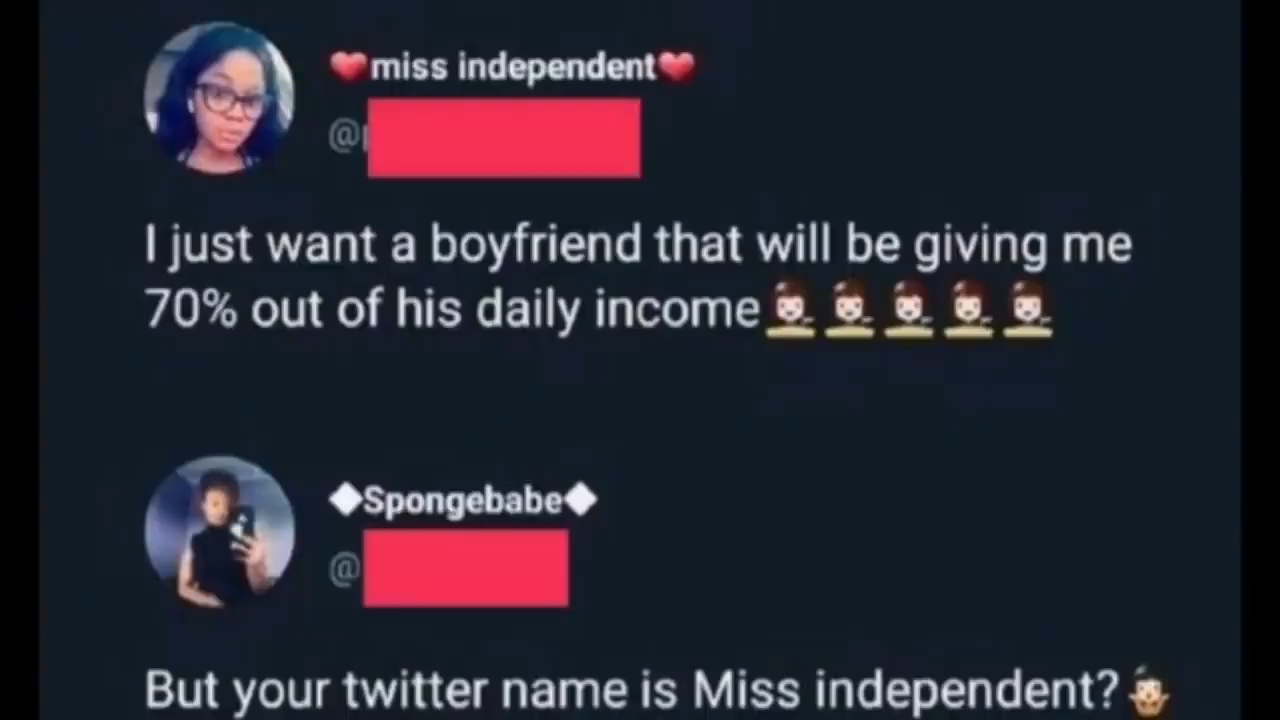 ❤miss independent❤
@
I just want a boyfriend that will be giving me
70% out of his daily income
◆Spongebabe◆
@
But your twitter name is Miss independent?